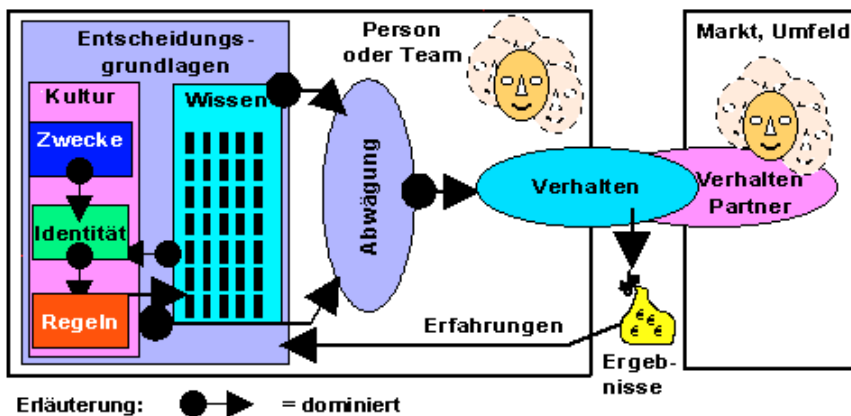 Entscheidungs-
grundlagen
Person
oder Team
Markt, Umfeld
Kultur
Wissen
Zwecke
Identität
Regeln
Abwägung
Verhalten
Verhalten
Partner
Erfahrungen
€ € € €
Ergeb-
nisse
Erläuterung:
= dominiert